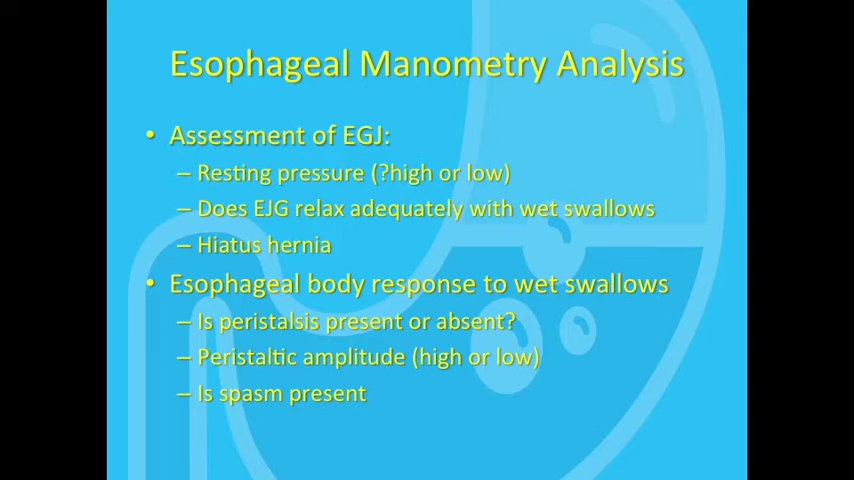 Esophageal Manometry Analysis
• Assessment of EGJ:
– Resting pressure (?high or low)
– Does EJG relax adequately with wet swallows
– Hiatus hernia
• Esophageal body response to wet swallows
– Is peristalsis present or absent?
– Peristaltic amplitude (high or low)
– Is spasm present